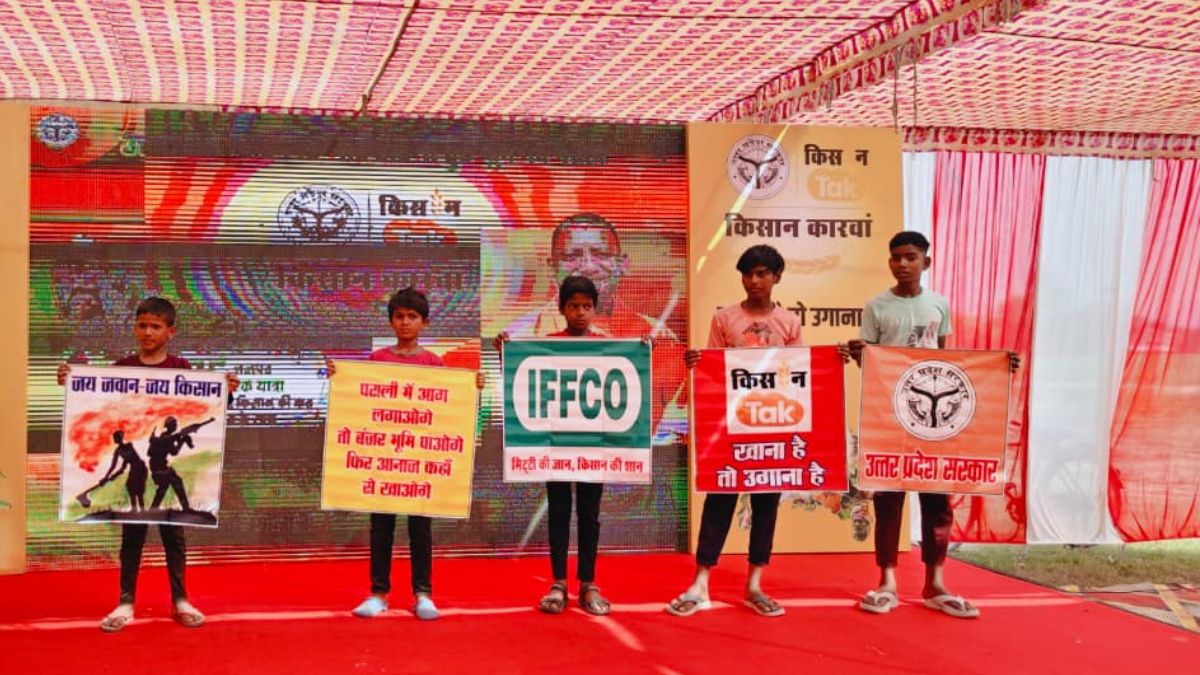 किस न
Tak
किसान कारवां
उगाना
किस न
जय जवान-जय किसान
पराली में आग
लगाओगे
तो बंजर भूमि पाओगे
फिर अनाज कहाँ
से खाओगे
IFFCO
मिट्टी की जान, किसान की शान
किस न
Tak
खाना है
तो उगाना है
उत्तर प्रदेश सरकार